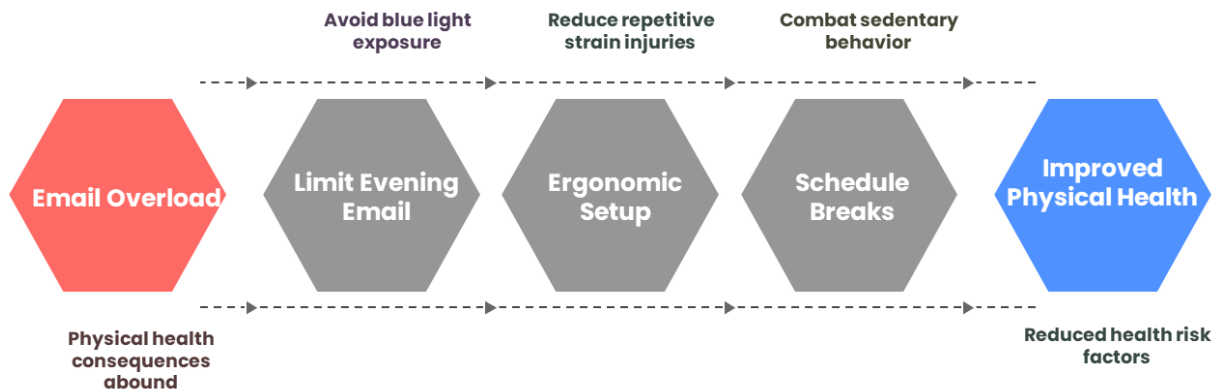 Avoid blue light
exposure
Reduce repetitive
strain injuries
Combat sedentary
behavior
Email Overload
Limit Evening
Email
Ergonomic
Setup
Schedule
Breaks
Improved
Physical Health
Physical health
consequences
abound
Reduced health risk
factors